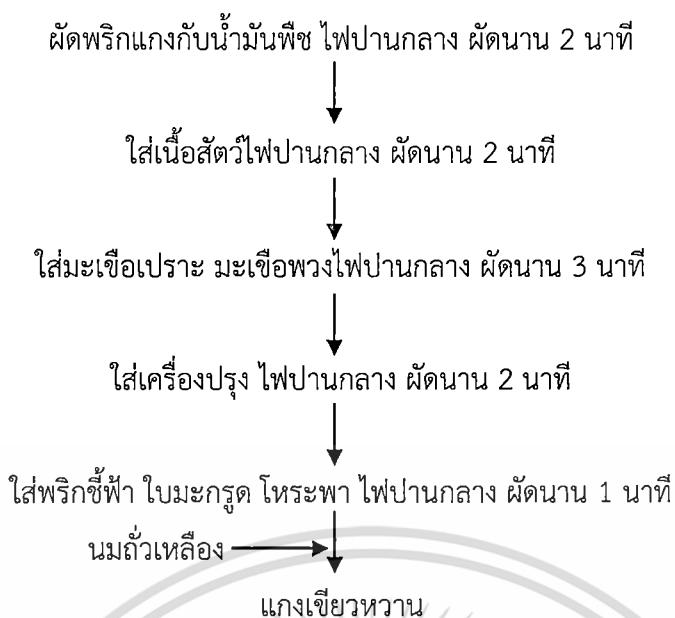 ผัดพริกแกงกับน้ำมันพืช ไฟปานกลาง ผัดนาน 2 นาที
ใส่เนื้อสัตว์ไฟปานกลาง ผัดนาน 2 นาที
ใส่มะเขือเปราะ มะเขือพวงไฟปานกลาง ผัดนาน 3 นาที
ใส่เครื่องปรุง ไฟปานกลาง ผัดนาน 2 นาที
ใส่พริกชี้ฟ้า ใบมะกรูด โหระพา ไฟปานกลาง ผัดนาน 1 นาที
นมถั่วเหลือง
แกงเขียวหวาน